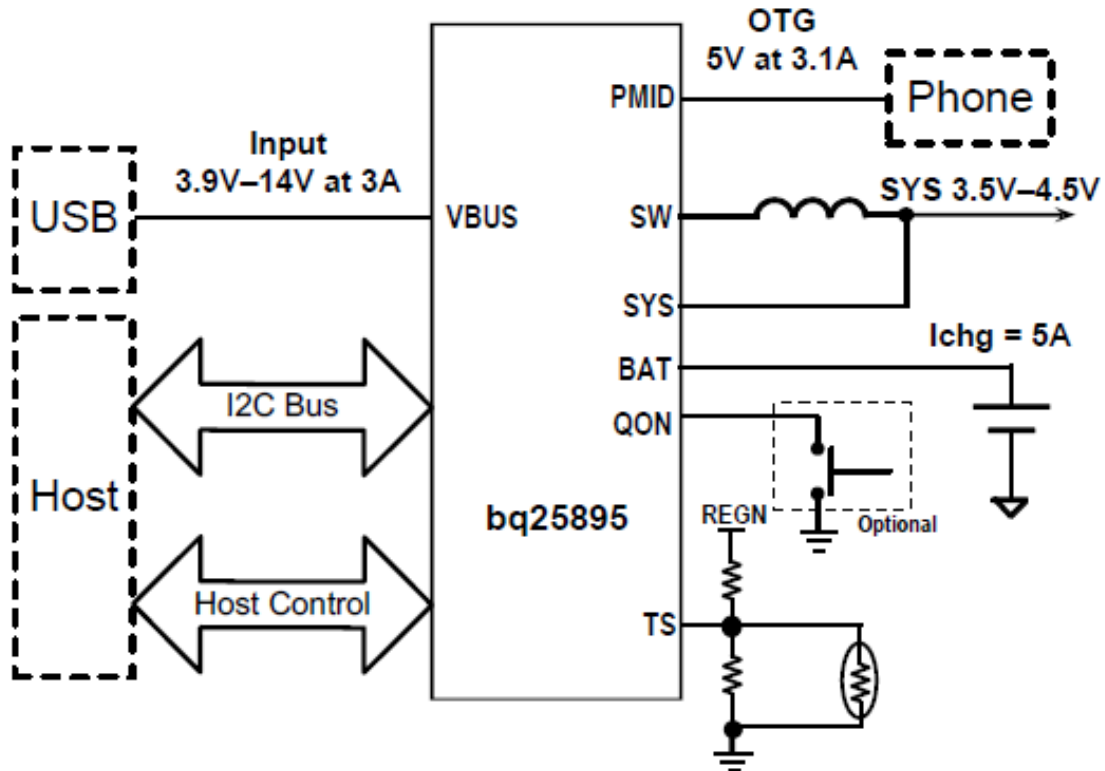 OTG
5V at 3.1A
PMID
Phone
Input
3.9V–14V at 3A
USB
VBUS
SW
SYS 3.5V–4.5V
SYS
Ichg = 5A
BAT
I2C Bus
QON
Host
bq25895
REGN
Optional
Host Control
TS